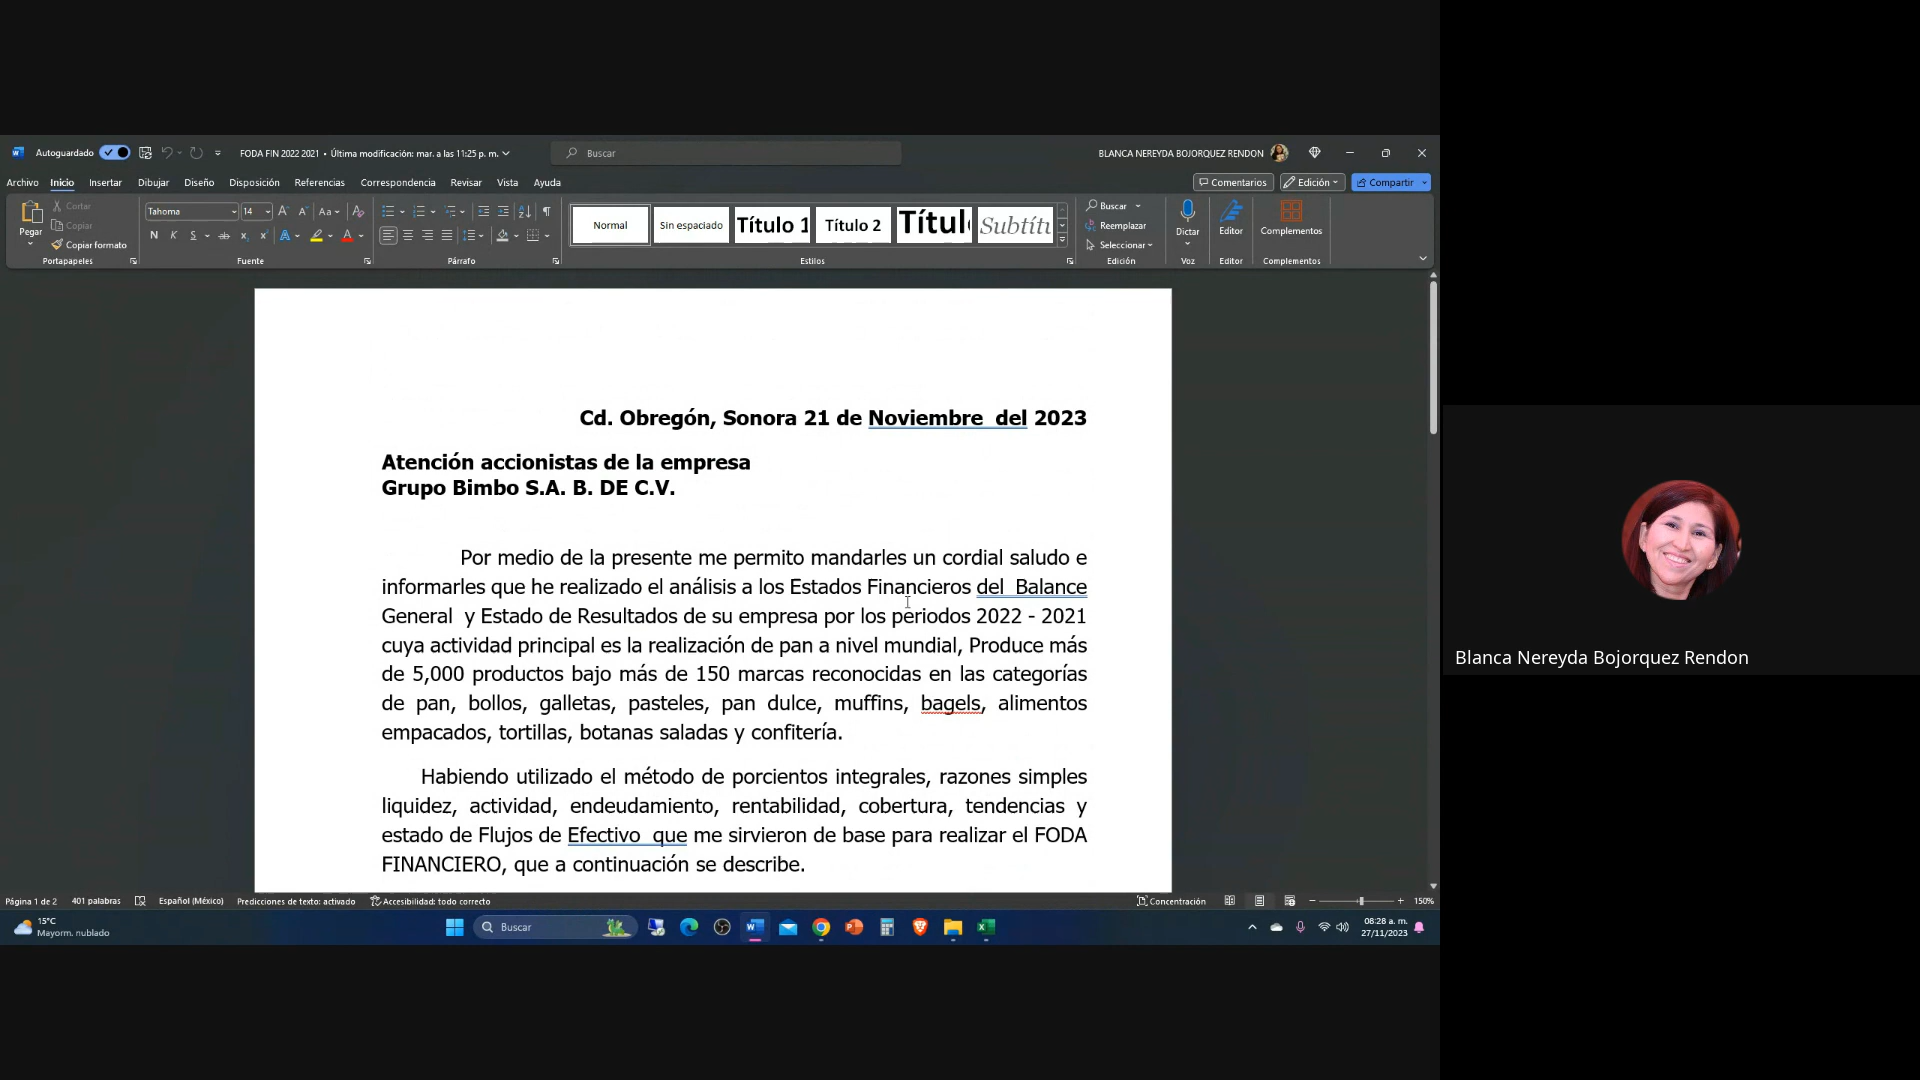 Autoguardado
FODA FIN 2022 2021 • Última modificación: mar. a las 11:25 p. m.
Buscar
BLANCA NEREYDA BOJORQUEZ RENDON
Archivo Inicio Insertar Dibujar Diseño Disposición Referencias Correspondencia Revisar Vista Ayuda
Comentarios Edición Compartir
Pegar
Cortar
Copiar
Copiar formato
Portapapeles
Tahoma 14
Fuente
Párrafo
Normal Sin espaciado Título 1 Título 2 Títul Subtítu
Estilos
Buscar
Reemplazar
Seleccionar
Edición
Dictar
Voz
Editor
Editor
Complementos
Complementos
Cd. Obregón, Sonora 21 de Noviembre  del 2023
Atención accionistas de la empresa
Grupo Bimbo S.A. B. DE C.V.
Por medio de la presente me permito mandarles un cordial saludo e
informarles que he realizado el análisis a los Estados Financieros del  Balance
General  y Estado de Resultados de su empresa por los periodos 2022 - 2021
cuya actividad principal es la realización de pan a nivel mundial, Produce más
de 5,000 productos bajo más de 150 marcas reconocidas en las categorías
de pan, bollos, galletas, pasteles, pan dulce, muffins, bagels, alimentos
empacados, tortillas, botanas saladas y confitería.
Habiendo utilizado el método de porcientos integrales, razones simples
liquidez, actividad, endeudamiento, rentabilidad, cobertura, tendencias y
estado de Flujos de Efectivo  que me sirvieron de base para realizar el FODA
FINANCIERO, que a continuación se describe.
Página 1 de 2 401 palabras Español (México) Predicciones de texto: activado Accesibilidad: todo correcto
Concentración 150%
15°C
Mayorm. nublado
Buscar
08:28 a. m.
27/11/2023
Blanca Nereyda Bojorquez Rendon